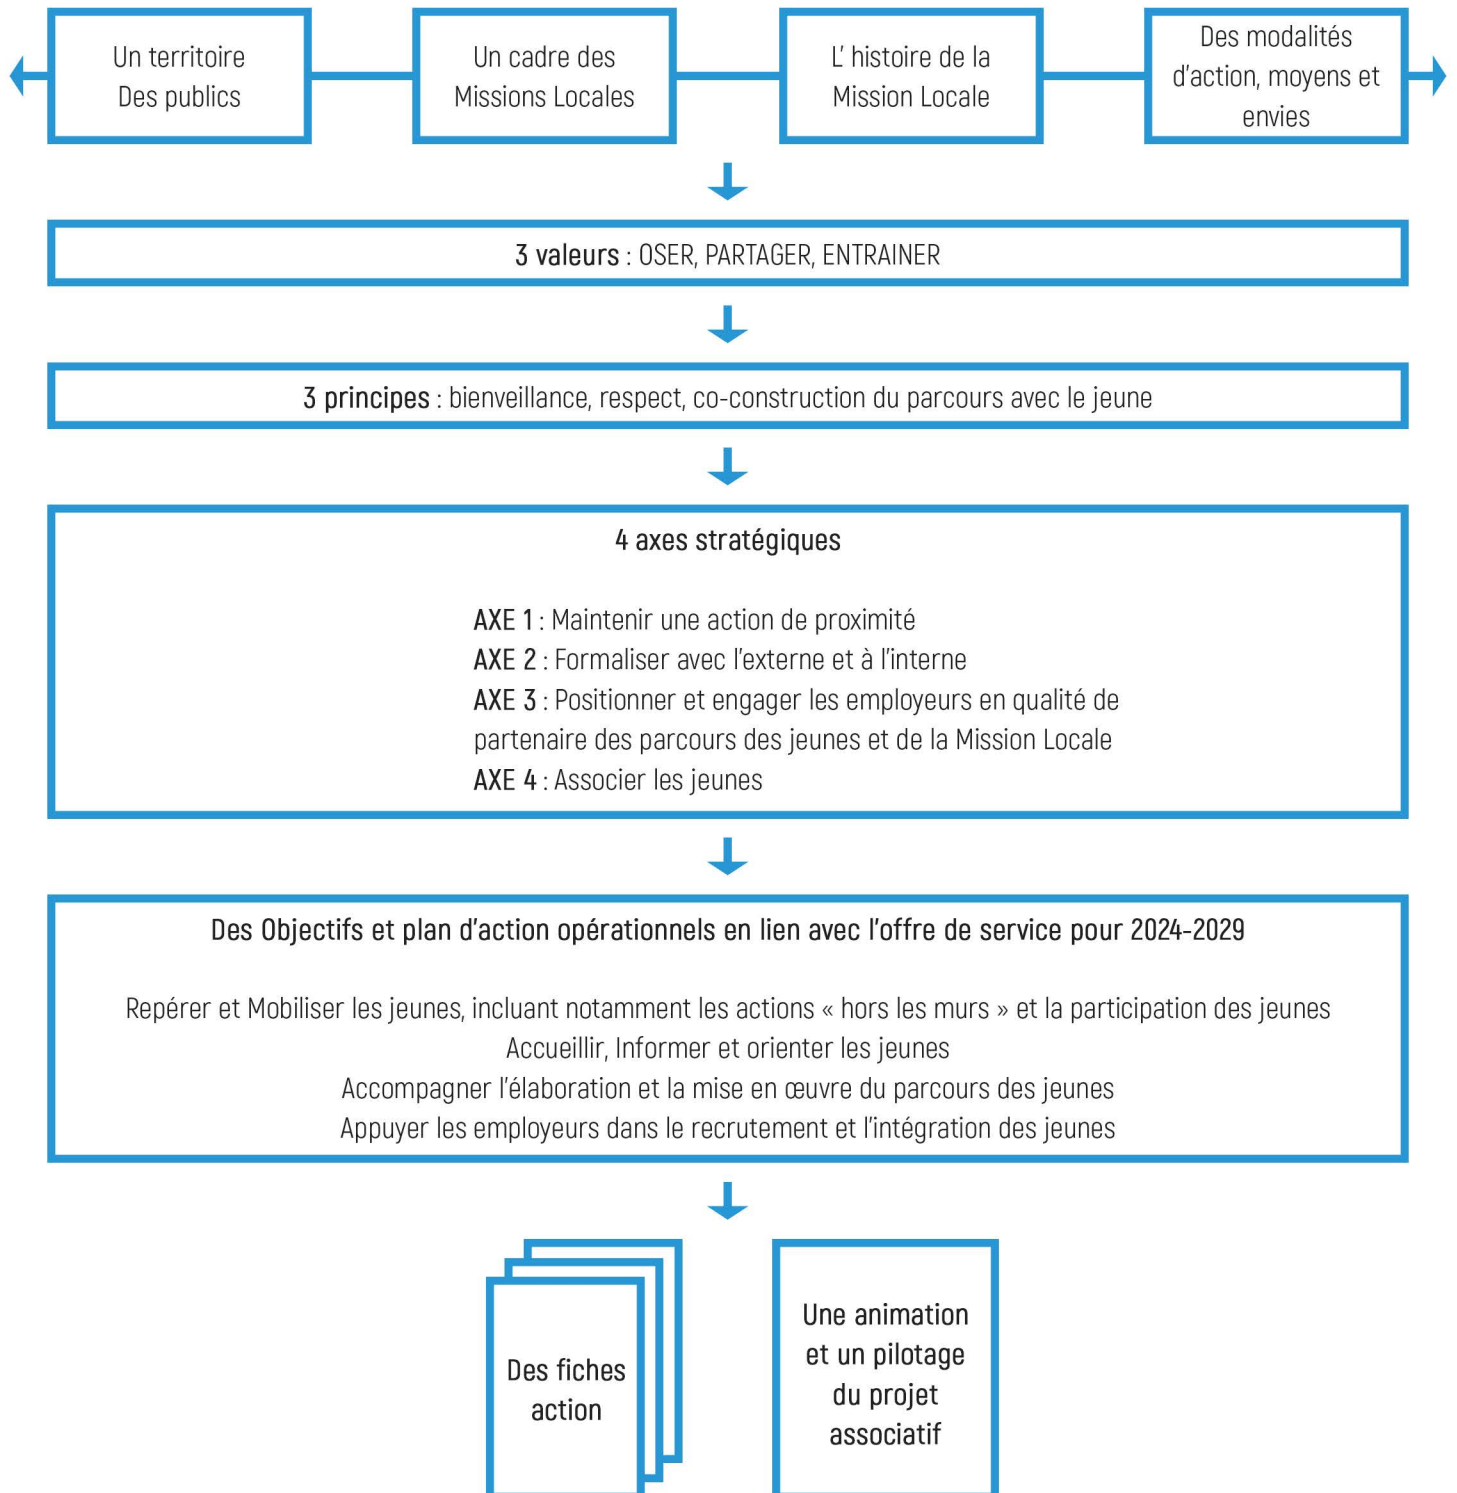 Un territoire
Des publics
Un cadre des
Missions Locales
L' histoire de la
Mission Locale
Des modalités
d'action, moyens et
envies
3 valeurs : OSER, PARTAGER, ENTRAINER
3 principes : bienveillance, respect, co-construction du parcours avec le jeune
4 axes stratégiques
AXE 1 : Maintenir une action de proximité
AXE 2 : Formaliser avec l'externe et à l'interne
AXE 3 : Positionner et engager les employeurs en qualité de
partenaire des parcours des jeunes et de la Mission Locale
AXE 4 : Associer les jeunes
Des Objectifs et plan d'action opérationnels en lien avec l'offre de service pour 2024-2029
Repérer et Mobiliser les jeunes, incluant notamment les actions « hors les murs » et la participation des jeunes
Accueillir, Informer et orienter les jeunes
Accompagner l'élaboration et la mise en œuvre du parcours des jeunes
Appuyer les employeurs dans le recrutement et l'intégration des jeunes
Des fiches
action
Une animation
et un pilotage
du projet
associatif